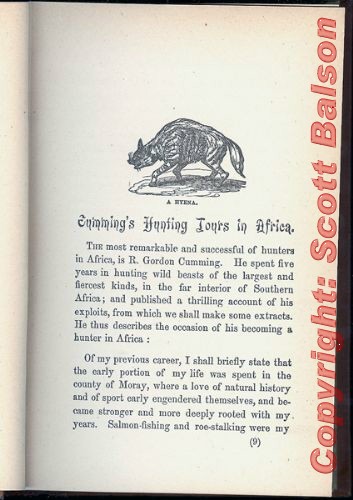 A HYENA.
Cumming's Hunting Tours in Africa.
THE most remarkable and successful of hunters
in Africa, is R. Gordon Cumming. He spent five
years in hunting wild beasts of the largest and
fiercest kinds, in the far interior of Southern
Africa; and published a thrilling account of his
exploits, from which we shall make some extracts.
He thus describes the occasion of his becoming a
hunter in Africa :
Of my previous career, I shall briefly state that
the early portion of my life was spent in the
county of Moray, where a love of natural history
and of sport early engendered themselves, and be-
came stronger and more deeply rooted with my
years. Salmon-fishing and roe-stalking were my
(9)
Copyright: Scott Balson